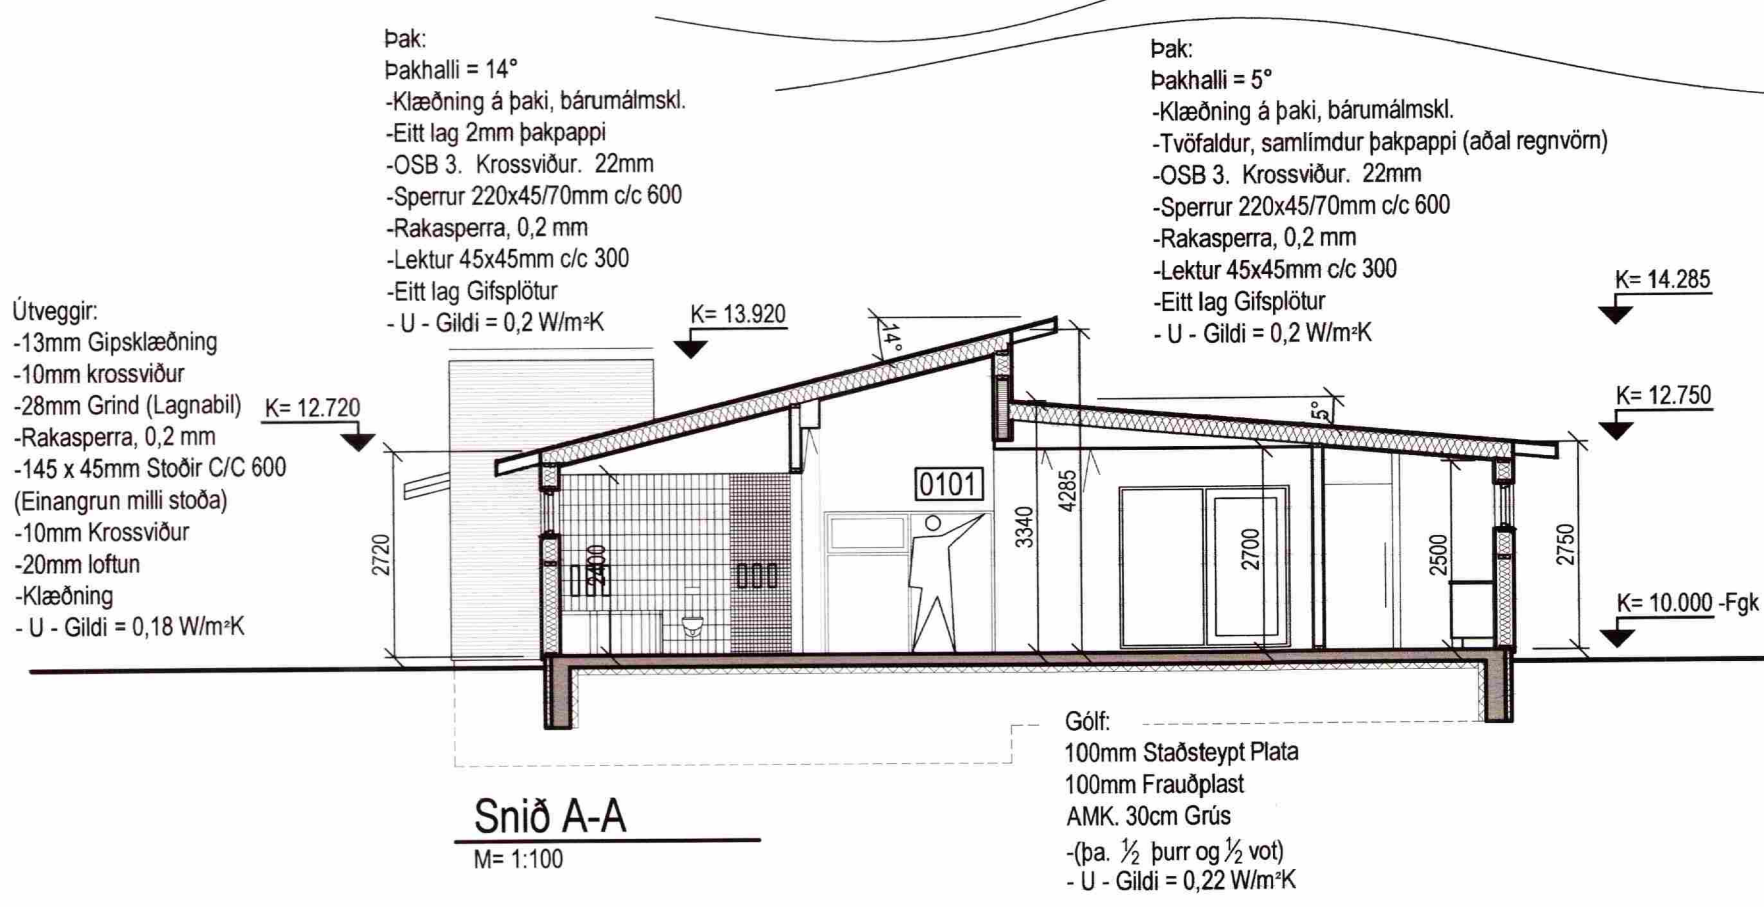 Þak:
Þakhalli = 14°
-Klæðning á þaki, bárumálmskl.
-Eitt lag 2mm þakpappi
-OSB 3. Krossviður. 22mm
-Sperrur 220x45/70mm c/c 600
-Rakasperra, 0,2 mm
-Lektur 45x45mm c/c 300
-Eitt lag Gifsplötur
- U - Gildi = 0,2 W/m²K
Þak:
Þakhalli = 5°
-Klæðning á þaki, bárumálmskl.
-Tvöfaldur, samlímdur þakpappi (aðal regnvörn)
-OSB 3. Krossviður. 22mm
-Sperrur 220x45/70mm c/c 600
-Rakasperra, 0,2 mm
-Lektur 45x45mm c/c 300
-Eitt lag Gifsplötur
- U - Gildi = 0,2 W/m²K
Útveggir:
-13mm Gipsklæðning
-10mm krossviður
-28mm Grind (Lagnabil)
-Rakasperra, 0,2 mm
-145 x 45mm Stoðir C/C 600
(Einangrun milli stoða)
-10mm Krossviður
-20mm loftun
-Klæðning
- U - Gildi = 0,18 W/m²K
K= 12.720
K= 13.920
K= 14.285
K= 12.750
K= 10.000 -Fgk
14°
5°
0101
2720
2400
3340
4285
2700
2500
2750
Gólf:
100mm Staðsteypt Plata
100mm Frauðplast
AMK. 30cm Grús
-(þa. ½ þurr og ½ vot)
- U - Gildi = 0,22 W/m²K
Snið A-A
M= 1:100